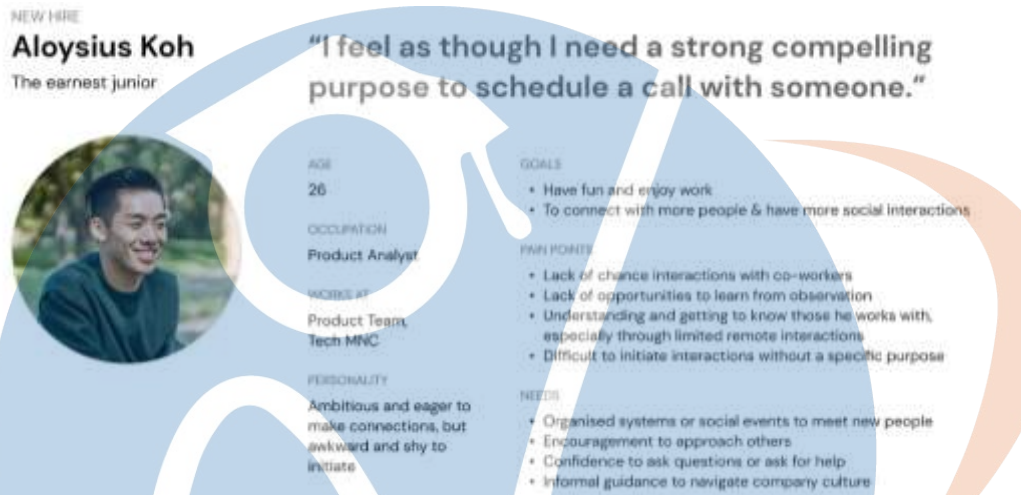 NEW HIRE
Aloysius Koh
The earnest junior
“I feel as though I need a strong compelling
purpose to schedule a call with someone.”
AGE
26
OCCUPATION
Product Analyst
WORKS AT
Product Team,
Tech MNC
PERSONALITY
Ambitious and eager to
make connections, but
awkward and shy to
initiate
GOALS
• Have fun and enjoy work
• To connect with more people & have more social interactions
PAIN POINTS
• Lack of chance interactions with co-workers
• Lack of opportunities to learn from observation
• Understanding and getting to know those he works with,
especially through limited remote interactions
• Difficult to initiate interactions without a specific purpose
NEEDS
• Organised systems or social events to meet new people
• Encouragement to approach others
• Confidence to ask questions or ask for help
• Informal guidance to navigate company culture